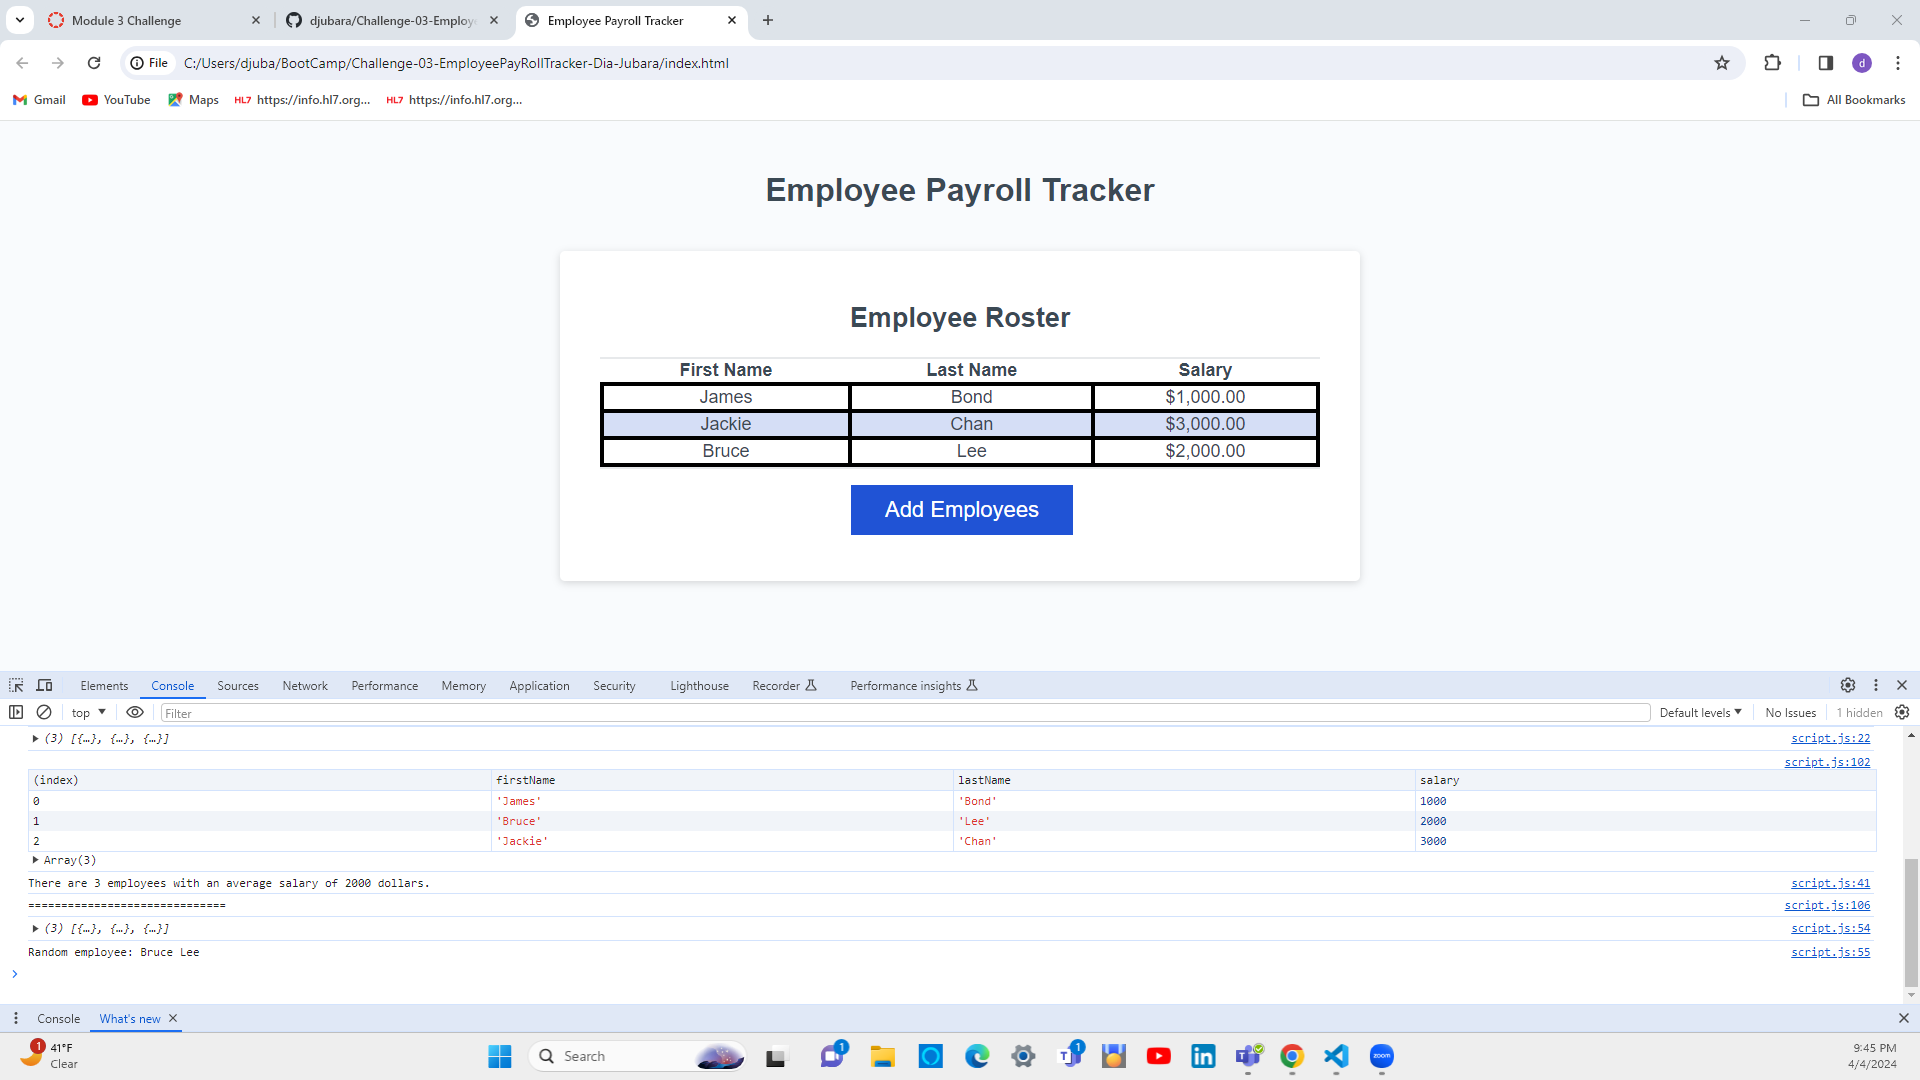 Module 3 Challenge
djubara/Challenge-03-Employe
Employee Payroll Tracker
File
C:/Users/djuba/BootCamp/Challenge-03-EmployeePayRollTracker-Dia-Jubara/index.html
d
Gmail
YouTube
Maps
HL7 https://info.hl7.org...
HL7 https://info.hl7.org...
All Bookmarks
Employee Payroll Tracker
Employee Roster
First Name Last Name Salary
James Bond $1,000.00
Jackie Chan $3,000.00
Bruce Lee $2,000.00
Add Employees
Elements Console Sources Network Performance Memory Application Security Lighthouse Recorder Performance insights
top Filter Default levels No Issues 1 hidden
(3) [{…}, {…}, {…}] script.js:22
script.js:102
(index) firstName lastName salary
0 'James' 'Bond' 1000
1 'Bruce' 'Lee' 2000
2 'Jackie' 'Chan' 3000
Array(3)
There are 3 employees with an average salary of 2000 dollars. script.js:41
============================== script.js:106
(3) [{…}, {…}, {…}] script.js:54
Random employee: Bruce Lee script.js:55
Console What's new
1
41°F
Clear
Search
1
1
zoom
9:45 PM
4/4/2024